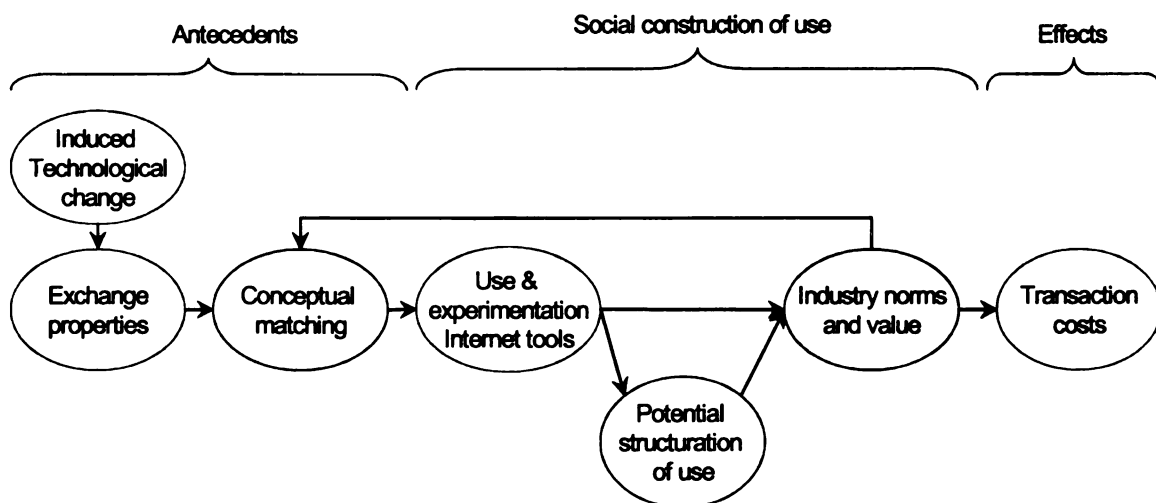 Antecedents
Social construction of use
Effects
Induced
Technological
change
Exchange
properties
Conceptual
matching
Use &
experimentation
Internet tools
Industry norms
and value
Transaction
costs
Potential
structuration
of use